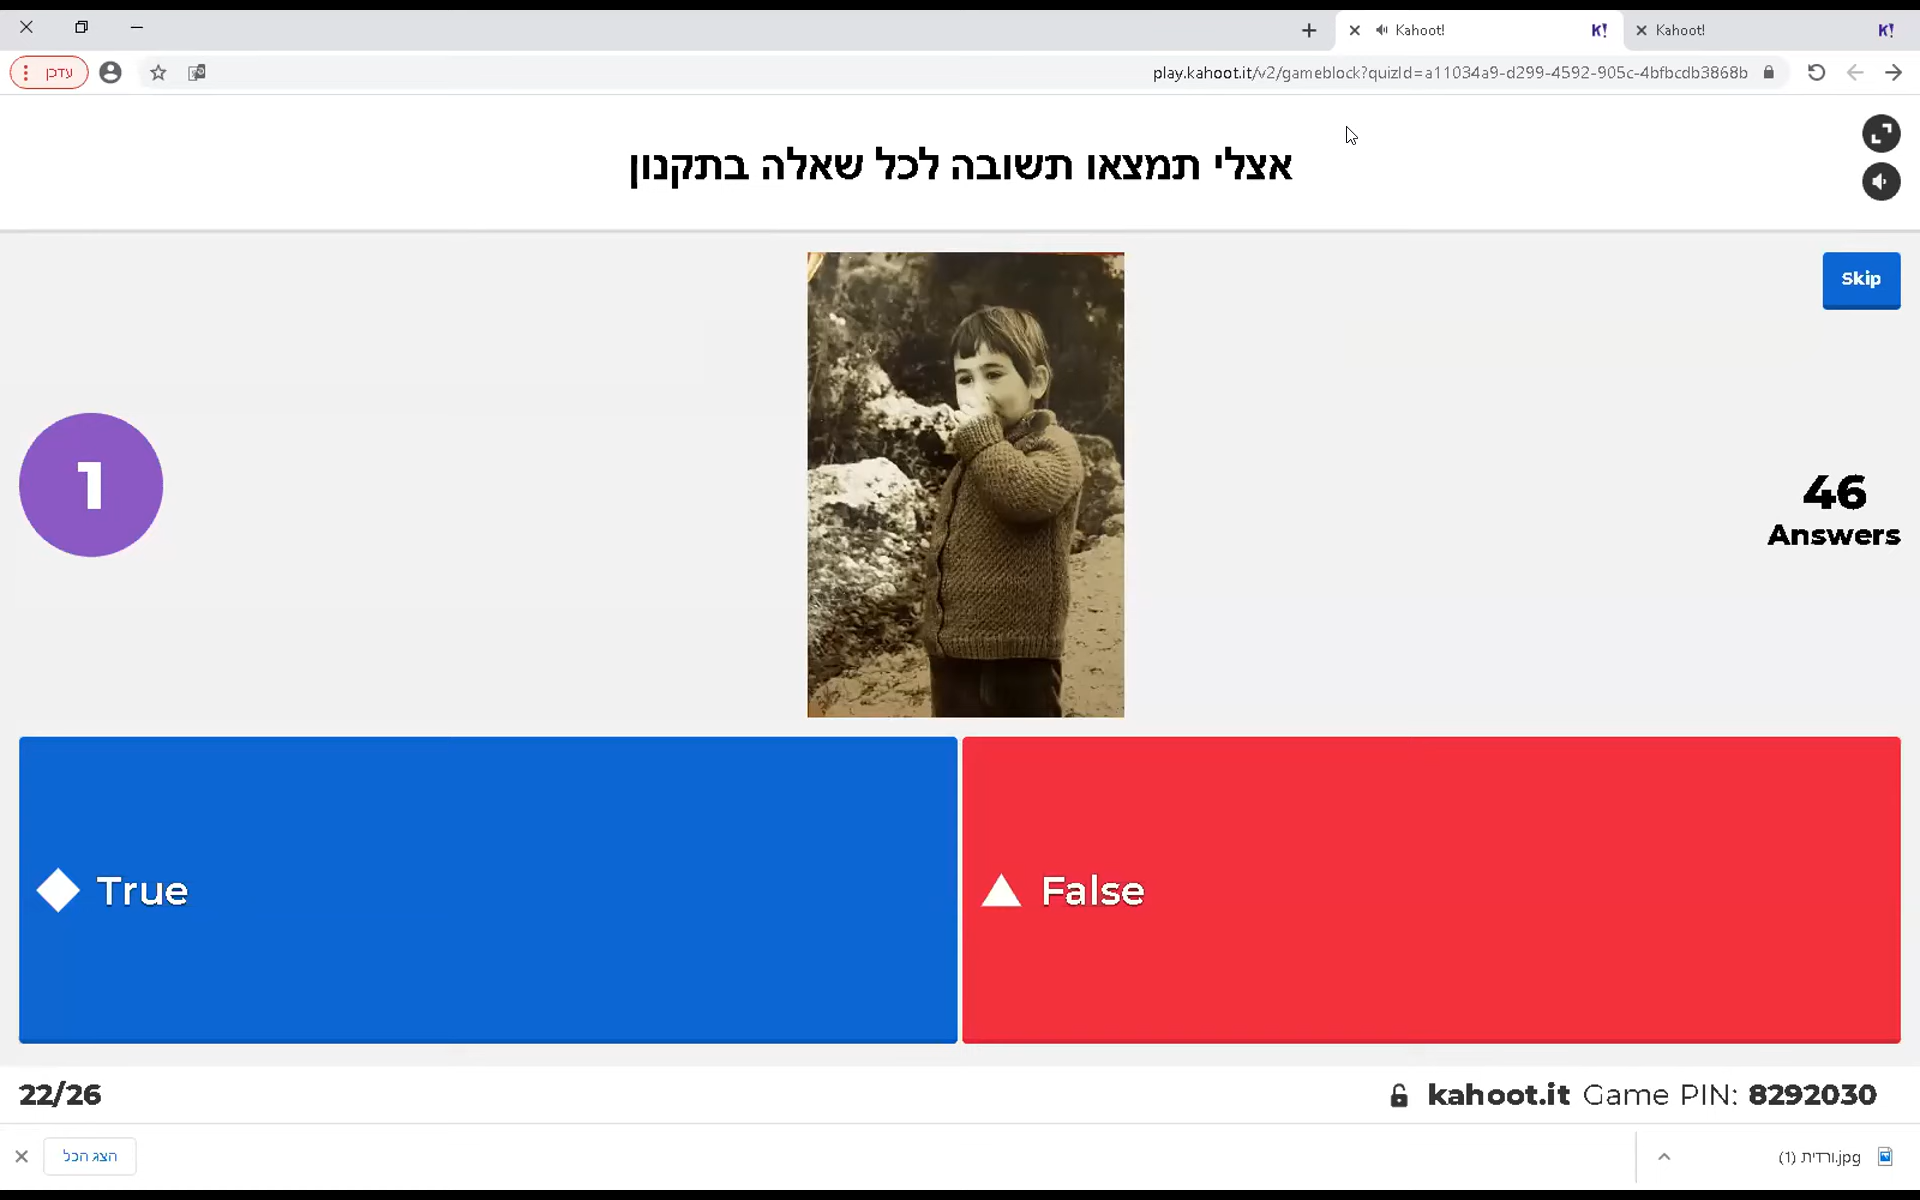 Kahoot!
Kahoot!
עדכן
play.kahoot.it/v2/gameblock?quizId=a11034a9-d299-4592-905c-4bfbcdb3868b
אצלי תמצאו תשובה לכל שאלה בתקנון
Skip
1
46
Answers
True
False
22/26
kahoot.it Game PIN: 8292030
הצג הכל
ורדית (1).jpg